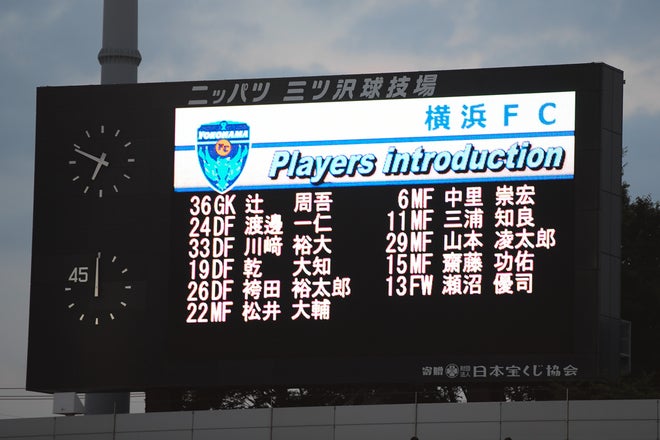 ニッパツ 三ツ沢球技場
横浜FC
YOKOHAMA
FC
Players introduction
36GK 辻 周吾
24DF 渡邊 一仁
33DF 川﨑 裕大
19DF 乾 大知
26DF 袴田 裕太郎
22MF 松井 大輔
6MF 中里 崇宏
11MF 三浦 知良
29MF 山本 凌太郎
15MF 齋藤 功佑
13FW 瀬沼 優司
45
寄贈 日本宝くじ協会